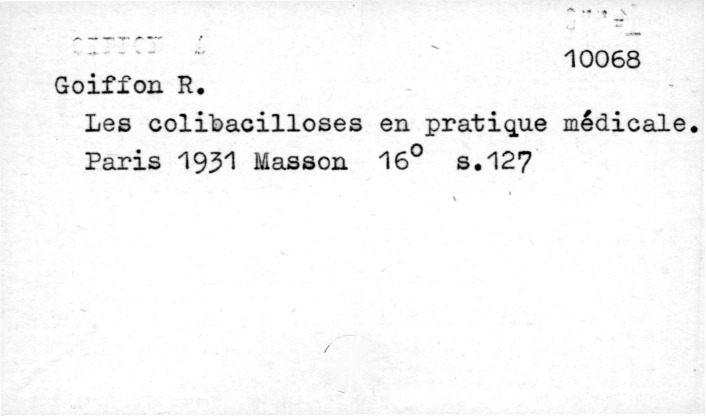 10068
Goiffon R.
Les colibacilloses en pratique médicale.
Paris 1931 Masson 16° s.127